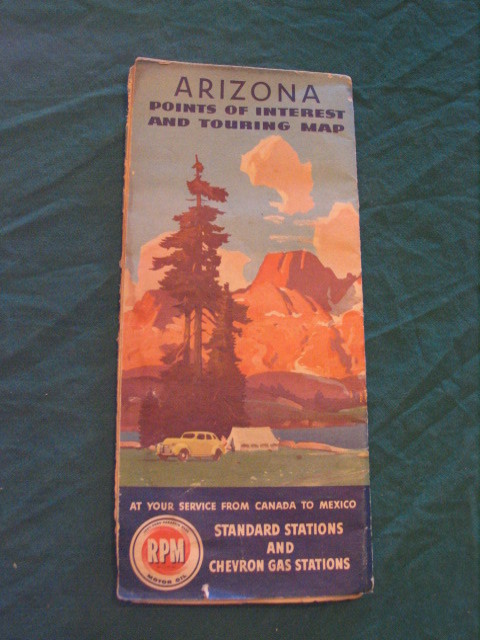 ARIZONA
POINTS OF INTEREST
AND TOURING MAP
AT YOUR SERVICE FROM CANADA TO MEXICO
STANDARD STATIONS
AND
CHEVRON GAS STATIONS
RPM
MOTOR OIL